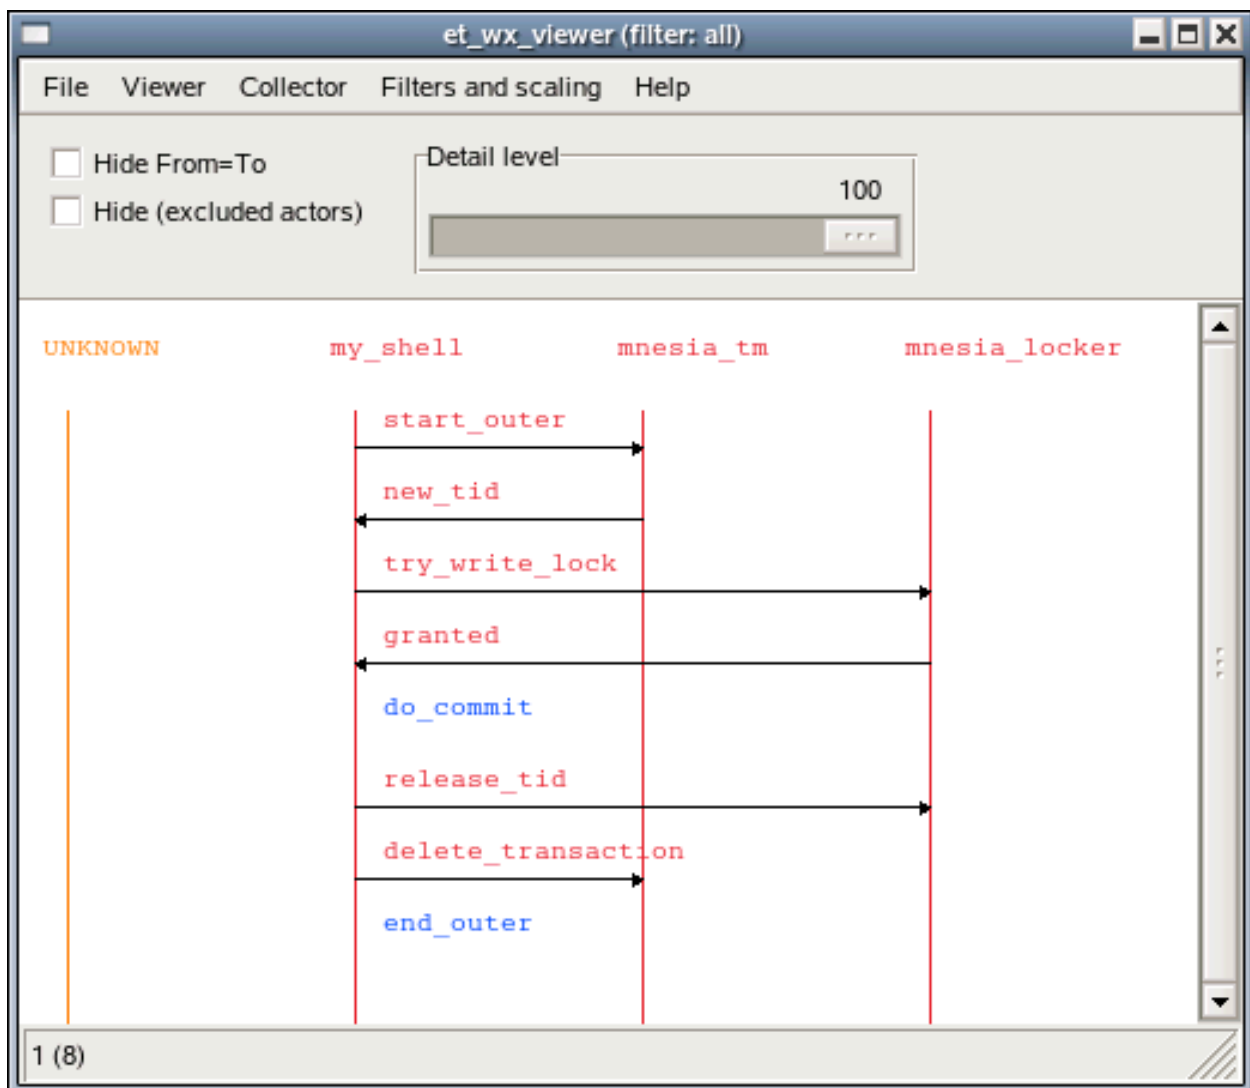 et_wx_viewer (filter: all)
File Viewer Collector Filters and scaling Help
Hide From=To
Hide (excluded actors)
Detail level
100
UNKNOWN my_shell mnesia_tm mnesia_locker
start_outer
new_tid
try_write_lock
granted
do_commit
release_tid
delete_transaction
end_outer
1 (8)